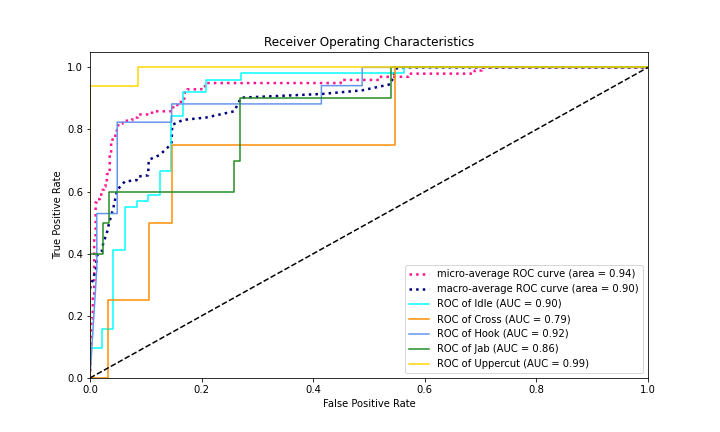 Receiver Operating Characteristics
True Positive Rate
1.0
0.8
0.6
0.4
0.2
0.0
micro-average ROC curve (area = 0.94)
macro-average ROC curve (area = 0.90)
ROC of Idle (AUC = 0.90)
ROC of Cross (AUC = 0.79)
ROC of Hook (AUC = 0.92)
ROC of Jab (AUC = 0.86)
ROC of Uppercut (AUC = 0.99)
0.0 0.2 0.4 0.6 0.8 1.0
False Positive Rate